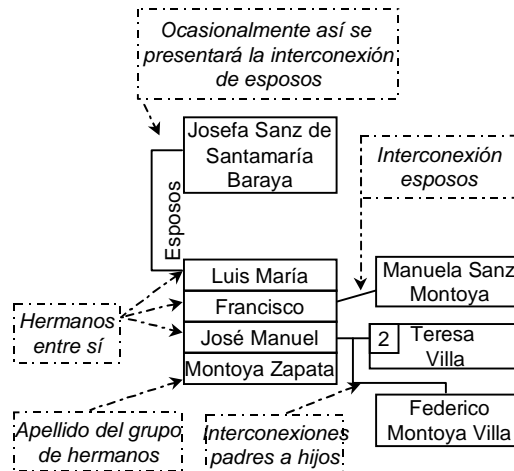 Ocasionalmente así se
presentará la interconexión
de esposos
Josefa Sanz de
Santamaría
Baraya
Interconexión
esposos
Esposos
Luis María
Francisco
José Manuel
Montoya Zapata
Manuela Sanz
Montoya
2
Teresa
Villa
Hermanos
entre sí
Apellido del grupo
de hermanos
Interconexiones
padres a hijos
Federico
Montoya Villa